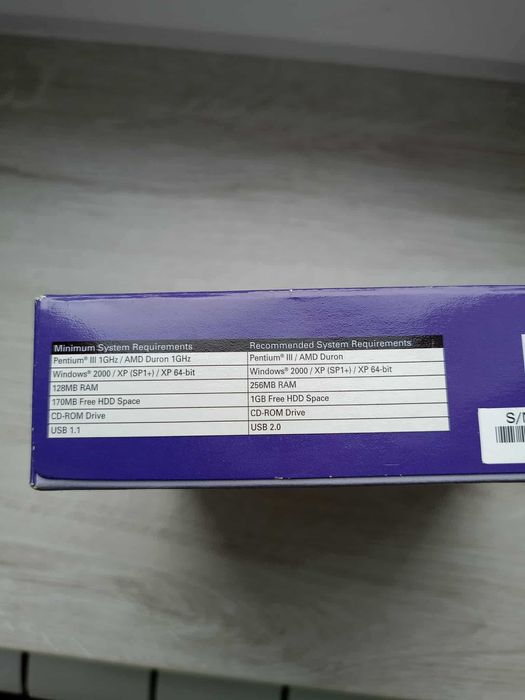 Minimum System Requirements Recommended System Requirements
Pentium® III 1GHz / AMD Duron 1GHz Pentium® III / AMD Duron
Windows® 2000 / XP (SP1+) / XP 64-bit Windows® 2000 / XP (SP1+) / XP 64-bit
128MB RAM 256MB RAM
170MB Free HDD Space 1GB Free HDD Space
CD-ROM Drive CD-ROM Drive
USB 1.1 USB 2.0
S/